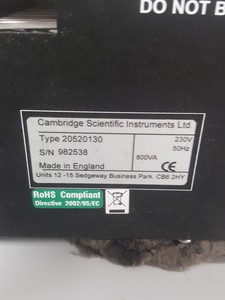 DO NOT B
Cambridge Scientific Instruments Ltd.
Type 20520130
230V
50Hz
S/N 982538
800VA
CE
Made in England
Units 12 -15 Sedgeway Business Park. CB6 2HY
RoHS Compliant
Directive 2002/95/EC